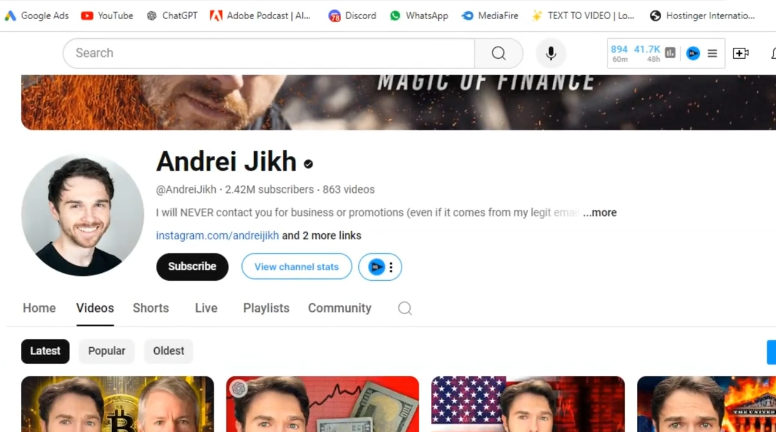 Google Ads YouTube ChatGPT Adobe Podcast | AI... Discord WhatsApp MediaFire TEXT TO VIDEO | Lo... Hostinger Internatio...
Search
894 41.7K
60m 48h
MAGIC OF FINANCE
Andrei Jikh
@AndreiJikh · 2.42M subscribers · 863 videos
I will NEVER contact you for business or promotions (even if it comes from my legit email ...more
instagram.com/andreijikh and 2 more links
Subscribe View channel stats
Home Videos Shorts Live Playlists Community
Latest Popular Oldest